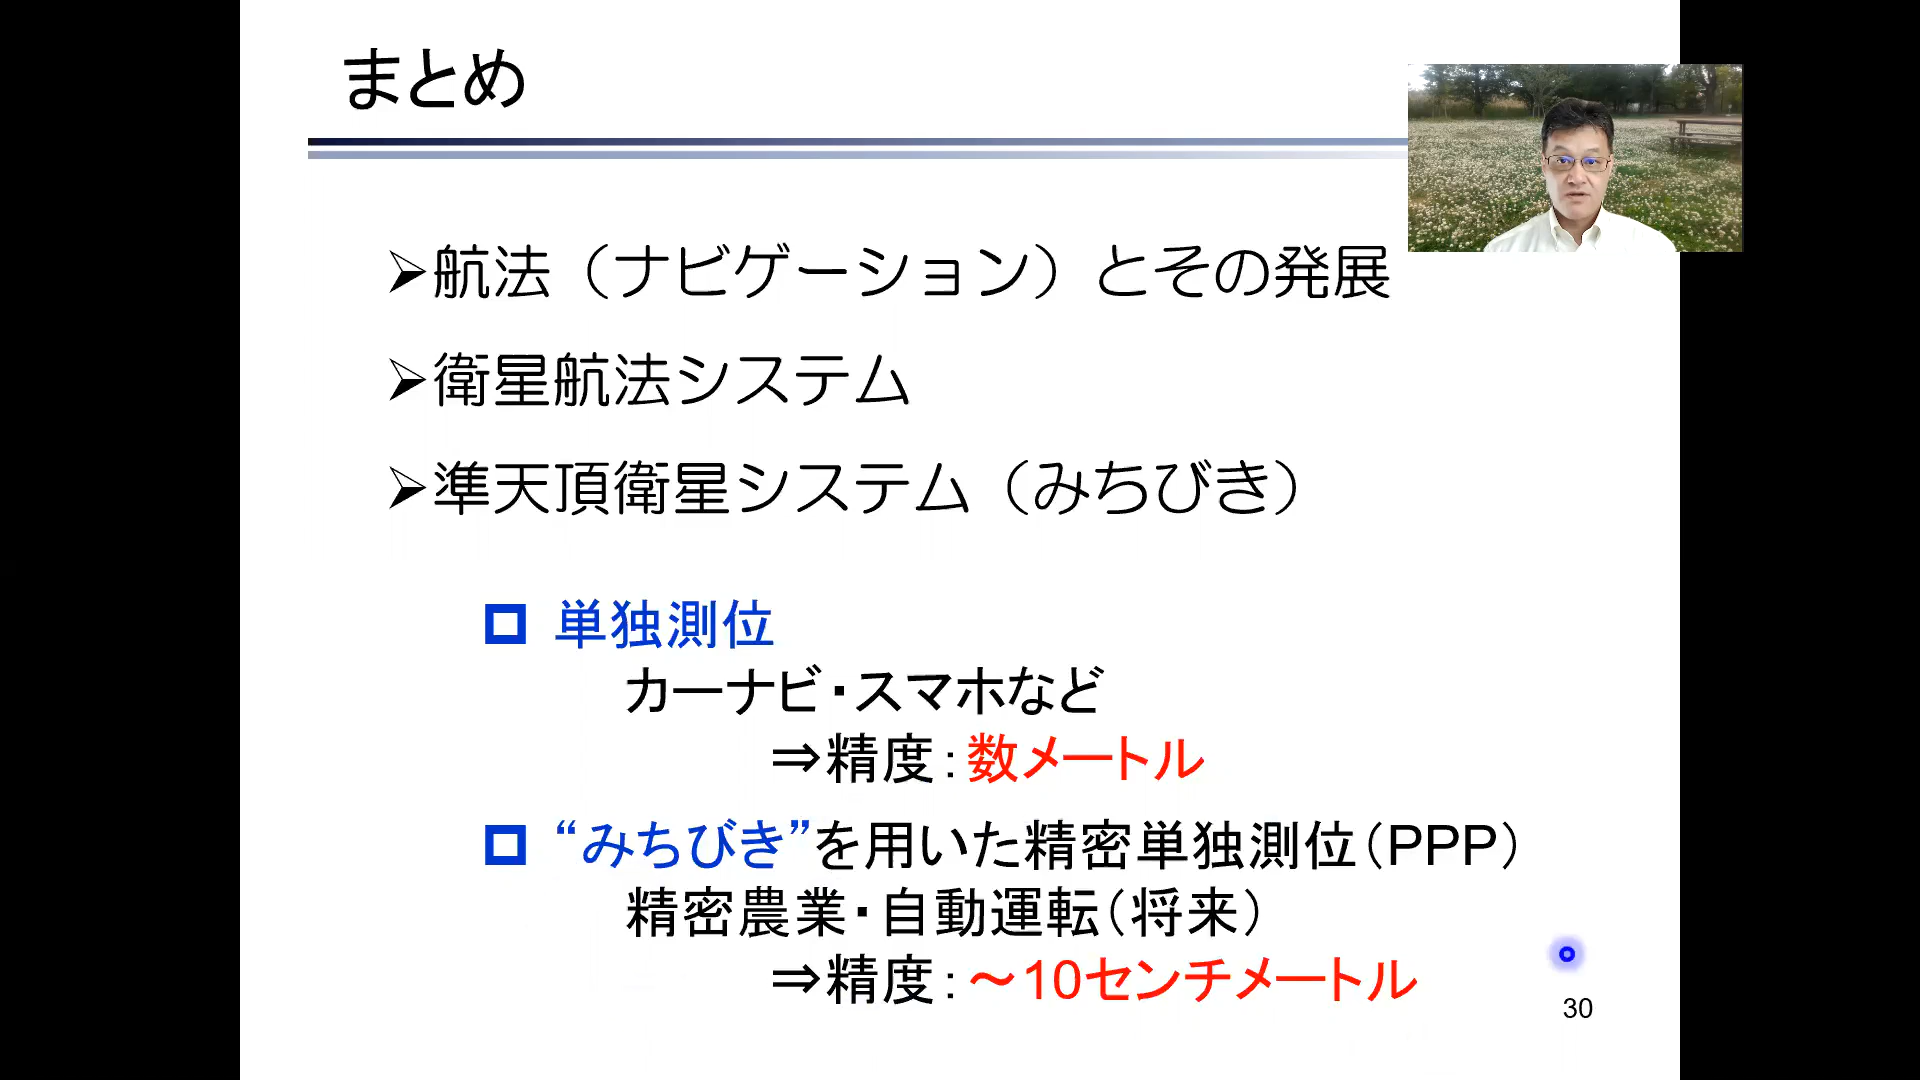 まとめ
➢航法（ナビゲーション）とその発展
➢衛星航法システム
➢準天頂衛星システム（みちびき）
単独測位
カーナビ・スマホなど
⇒精度：数メートル
“みちびき”を用いた精密単独測位（PPP）
精密農業・自動運転（将来）
⇒精度：～10センチメートル
30